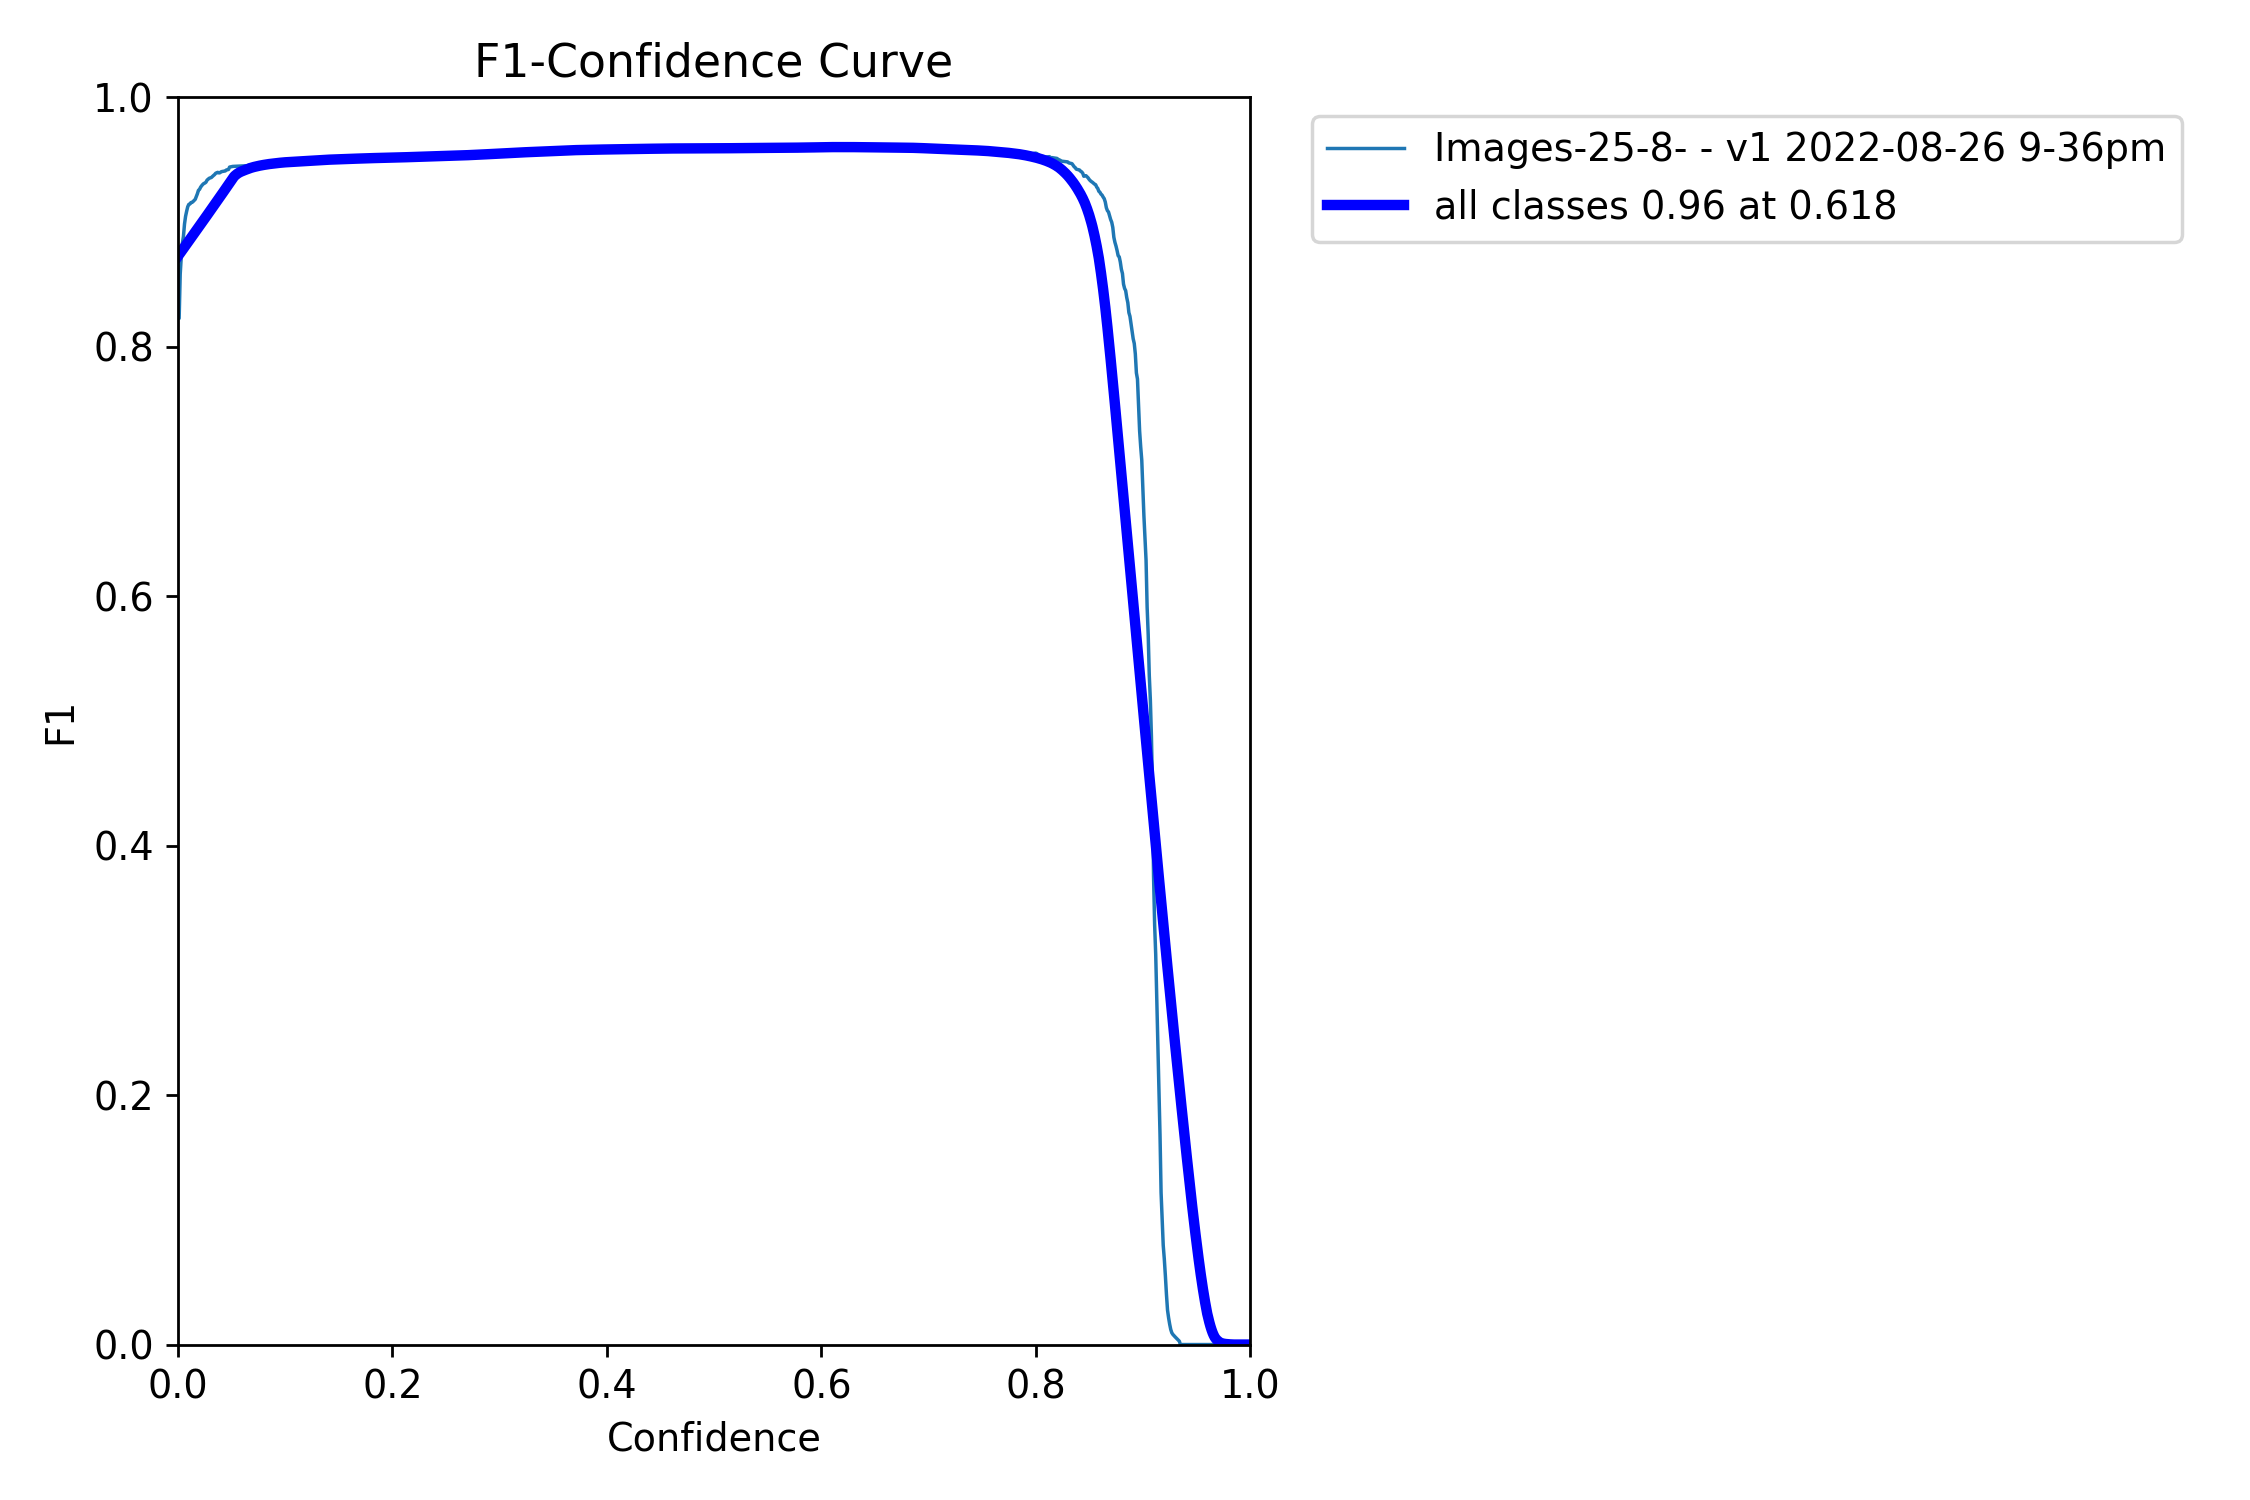 F1-Confidence Curve
Images-25-8- - v1 2022-08-26 9-36pm
all classes 0.96 at 0.618
F1
1.0
0.8
0.6
0.4
0.2
0.0
0.0 0.2 0.4 0.6 0.8 1.0
Confidence